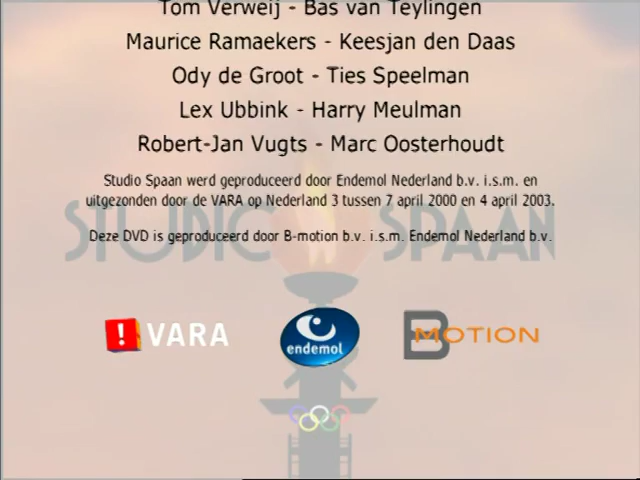 Tom Verweij - Bas van Teylingen
Maurice Ramaekers - Keesjan den Daas
Ody de Groot - Ties Speelman
Lex Ubbink - Harry Meulman
Robert-Jan Vugts - Marc Oosterhoudt
Studio Spaan werd geproduceerd door Endemol Nederland b.v. i.s.m. en
uitgezonden door de VARA op Nederland 3 tussen 7 april 2000 en 4 april 2003.
STUDIO SPAAN
Deze DVD is geproduceerd door B-motion b.v. i.s.m. Endemol Nederland b.v.
! VARA endemol B MOTION